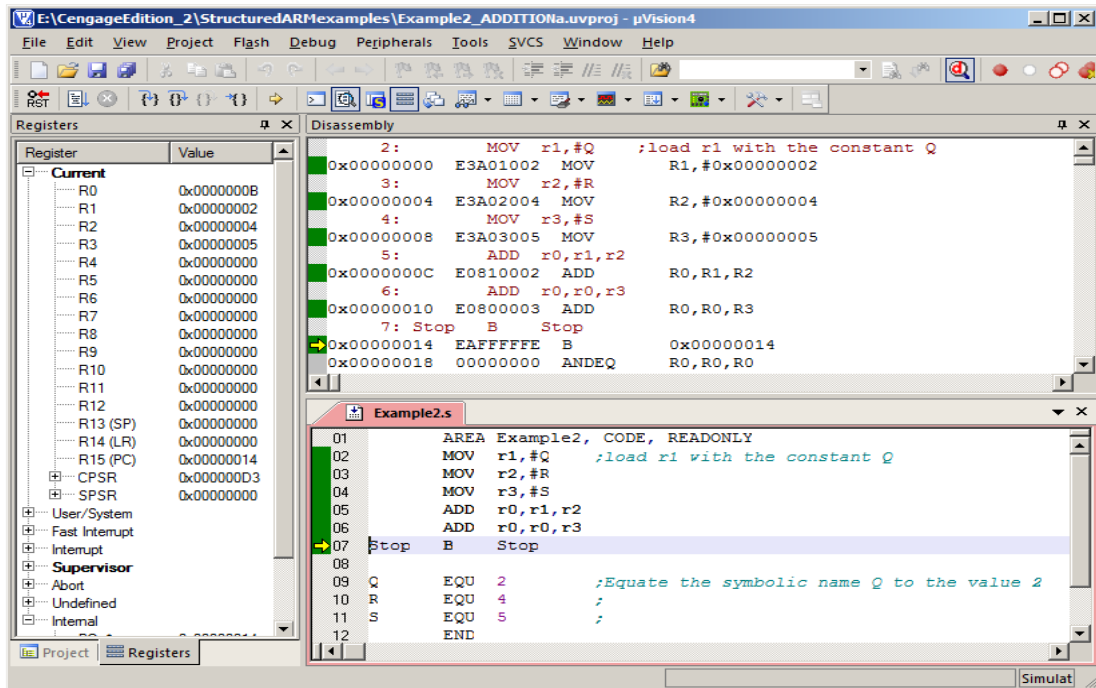 E:\CengageEdition_2\StructuredARMexamples\Example2_ADDITIONa.uvproj - µVision4
File Edit View Project Flash Debug Peripherals Tools SVCS Window Help
RST
Registers
Register Value
Current
R0 0x0000000B
R1 0x00000002
R2 0x00000004
R3 0x00000005
R4 0x00000000
R5 0x00000000
R6 0x00000000
R7 0x00000000
R8 0x00000000
R9 0x00000000
R10 0x00000000
R11 0x00000000
R12 0x00000000
R13 (SP) 0x00000000
R14 (LR) 0x00000000
R15 (PC) 0x00000014
CPSR 0x000000D3
SPSR 0x00000000
User/System
Fast Interrupt
Interrupt
Supervisor
Abort
Undefined
Internal
Project Registers
Disassembly
2: MOV r1,#Q ;load r1 with the constant Q
0x00000000 E3A01002 MOV R1,#0x00000002
3: MOV r2,#R
0x00000004 E3A02004 MOV R2,#0x00000004
4: MOV r3,#S
0x00000008 E3A03005 MOV R3,#0x00000005
5: ADD r0,r1,r2
0x0000000C E0810002 ADD R0,R1,R2
6: ADD r0,r0,r3
0x00000010 E0800003 ADD R0,R0,R3
7: Stop B Stop
0x00000014 EAFFFFFE B 0x00000014
0x00000018 00000000 ANDEQ R0,R0,R0
Example2.s
01 AREA Example2, CODE, READONLY
02 MOV r1,#Q ;load r1 with the constant Q
03 MOV r2,#R
04 MOV r3,#S
05 ADD r0,r1,r2
06 ADD r0,r0,r3
07 Stop B Stop
08
09 Q EQU 2 ;Equate the symbolic name Q to the value 2
10 R EQU 4 ;
11 S EQU 5 ;
12 END
Simulat